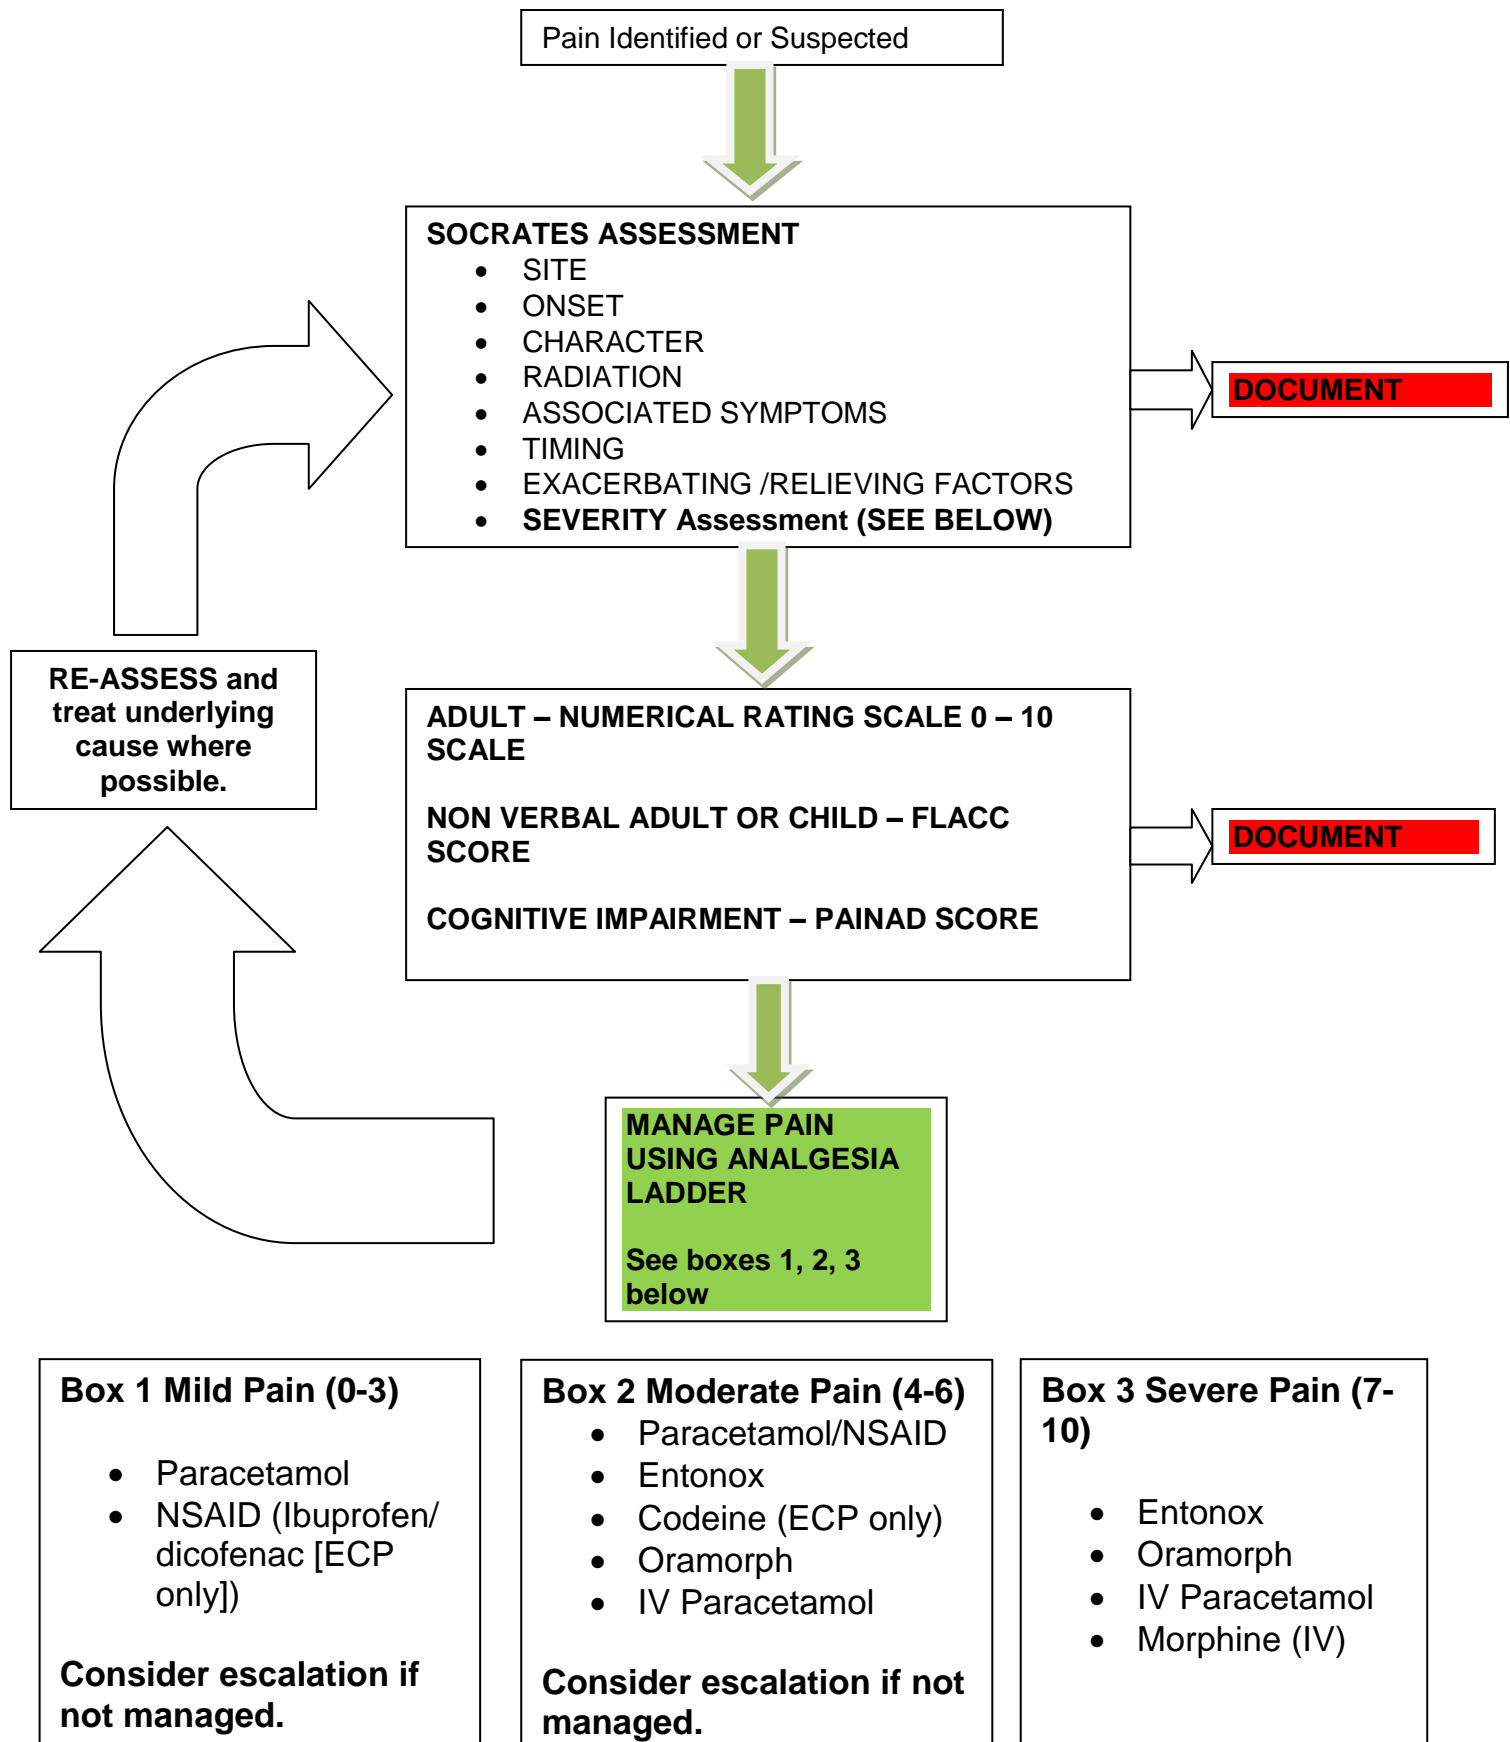 Pain Identified or Suspected
SOCRATES ASSESSMENT
• SITE
• ONSET
• CHARACTER
• RADIATION
• ASSOCIATED SYMPTOMS
• TIMING
• EXACERBATING /RELIEVING FACTORS
• SEVERITY Assessment (SEE BELOW)
DOCUMENT
RE-ASSESS and
treat underlying
cause where
possible.
ADULT – NUMERICAL RATING SCALE 0 – 10
SCALE
NON VERBAL ADULT OR CHILD – FLACC
SCORE
COGNITIVE IMPAIRMENT – PAINAD SCORE
DOCUMENT
MANAGE PAIN
USING ANALGESIA
LADDER
See boxes 1, 2, 3
below
Box 1 Mild Pain (0-3)
• Paracetamol
• NSAID (Ibuprofen/
dicofenac [ECP
only])
Consider escalation if
not managed.
Box 2 Moderate Pain (4-6)
• Paracetamol/NSAID
• Entonox
• Codeine (ECP only)
• Oramorph
• IV Paracetamol
Consider escalation if not
managed.
Box 3 Severe Pain (7-
10)
• Entonox
• Oramorph
• IV Paracetamol
• Morphine (IV)